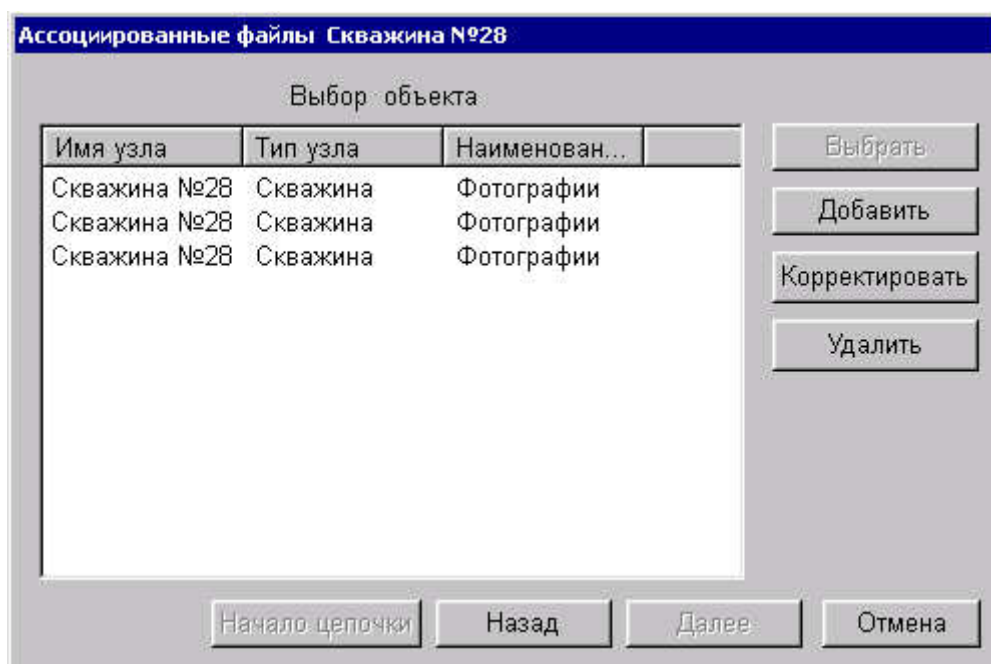 Ассоциированные файлы Скважина №28
Выбор объекта
Имя узла Тип узла Наименован...
Скважина №28 Скважина Фотографии
Скважина №28 Скважина Фотографии
Скважина №28 Скважина Фотографии
Выбрать
Добавить
Корректировать
Удалить
Начало цепочки Назад Далее Отмена